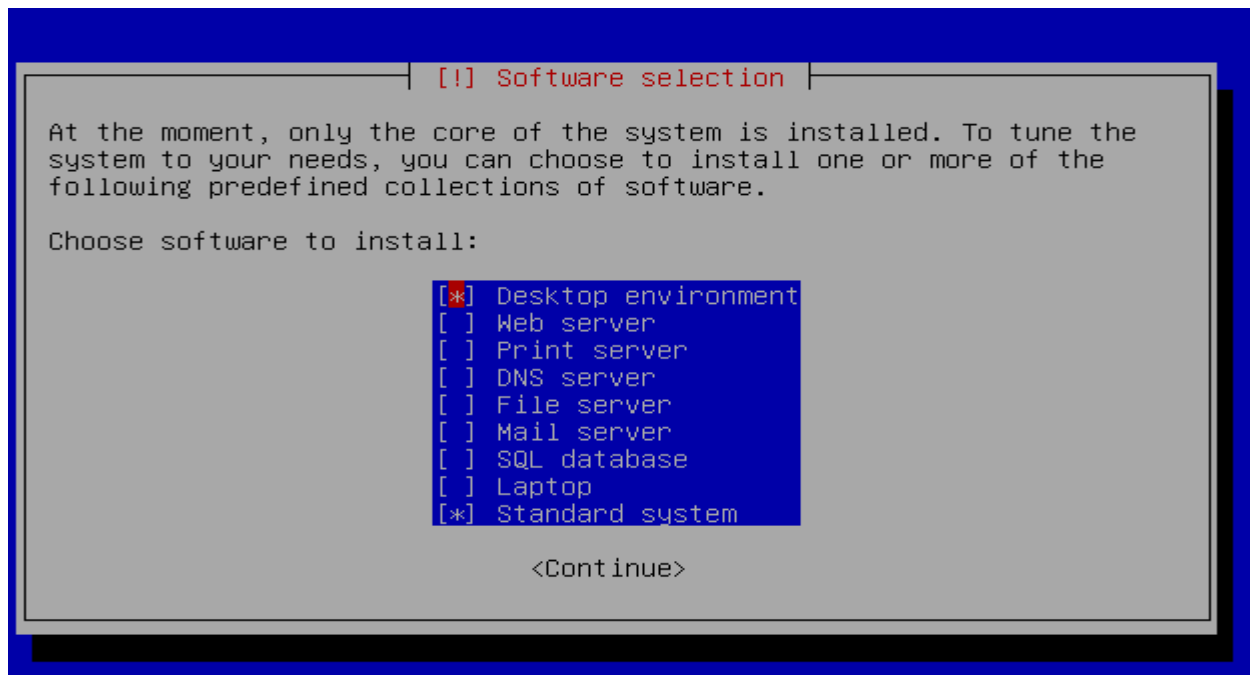 [!] Software selection
At the moment, only the core of the system is installed. To tune the
system to your needs, you can choose to install one or more of the
following predefined collections of software.
Choose software to install:
[*] Desktop environment
[ ] Web server
[ ] Print server
[ ] DNS server
[ ] File server
[ ] Mail server
[ ] SQL database
[ ] Laptop
[*] Standard system
<Continue>